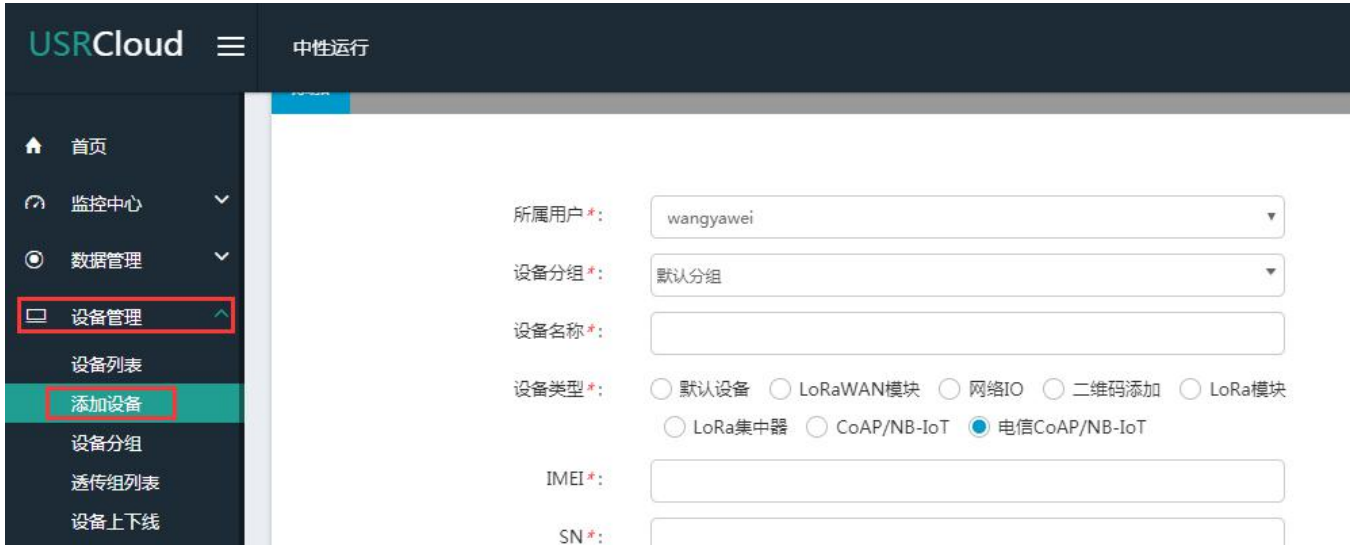 USRCloud
中性运行
首页
监控中心
数据管理
设备管理
设备列表
添加设备
设备分组
透传组列表
设备上下线
所属用户*:
wangyawei
设备分组*:
默认分组
设备名称*:
设备类型*:
默认设备 LoRaWAN模块 网络IO 二维码添加 LoRa模块
LoRa集中器 CoAP/NB-IoT 电信CoAP/NB-IoT
IMEI*:
SN*: